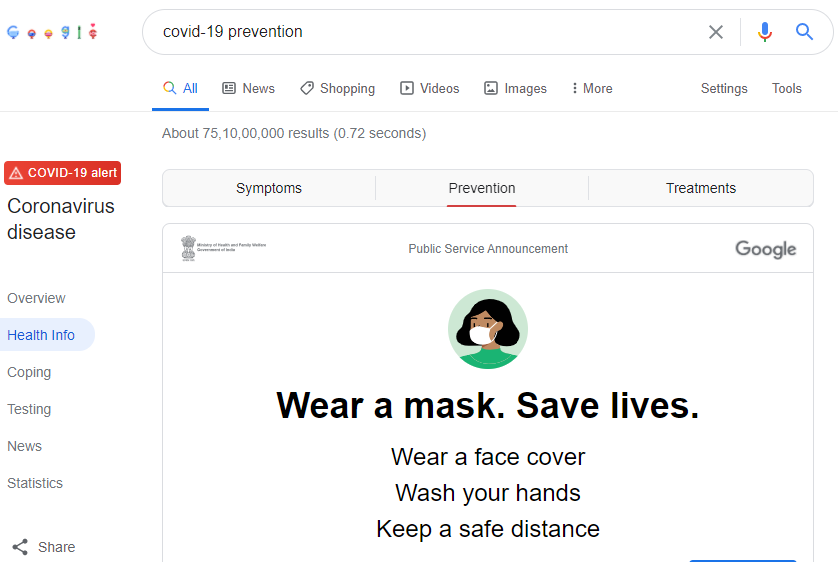 covid-19 prevention
All News Shopping Videos Images More Settings Tools
About 75,10,00,000 results (0.72 seconds)
COVID-19 alert
Coronavirus
disease
Overview
Health Info
Coping
Testing
News
Statistics
Share
Symptoms Prevention Treatments
Ministry of Health and Family Welfare
Government of India
Public Service Announcement
Google
Wear a mask. Save lives.
Wear a face cover
Wash your hands
Keep a safe distance